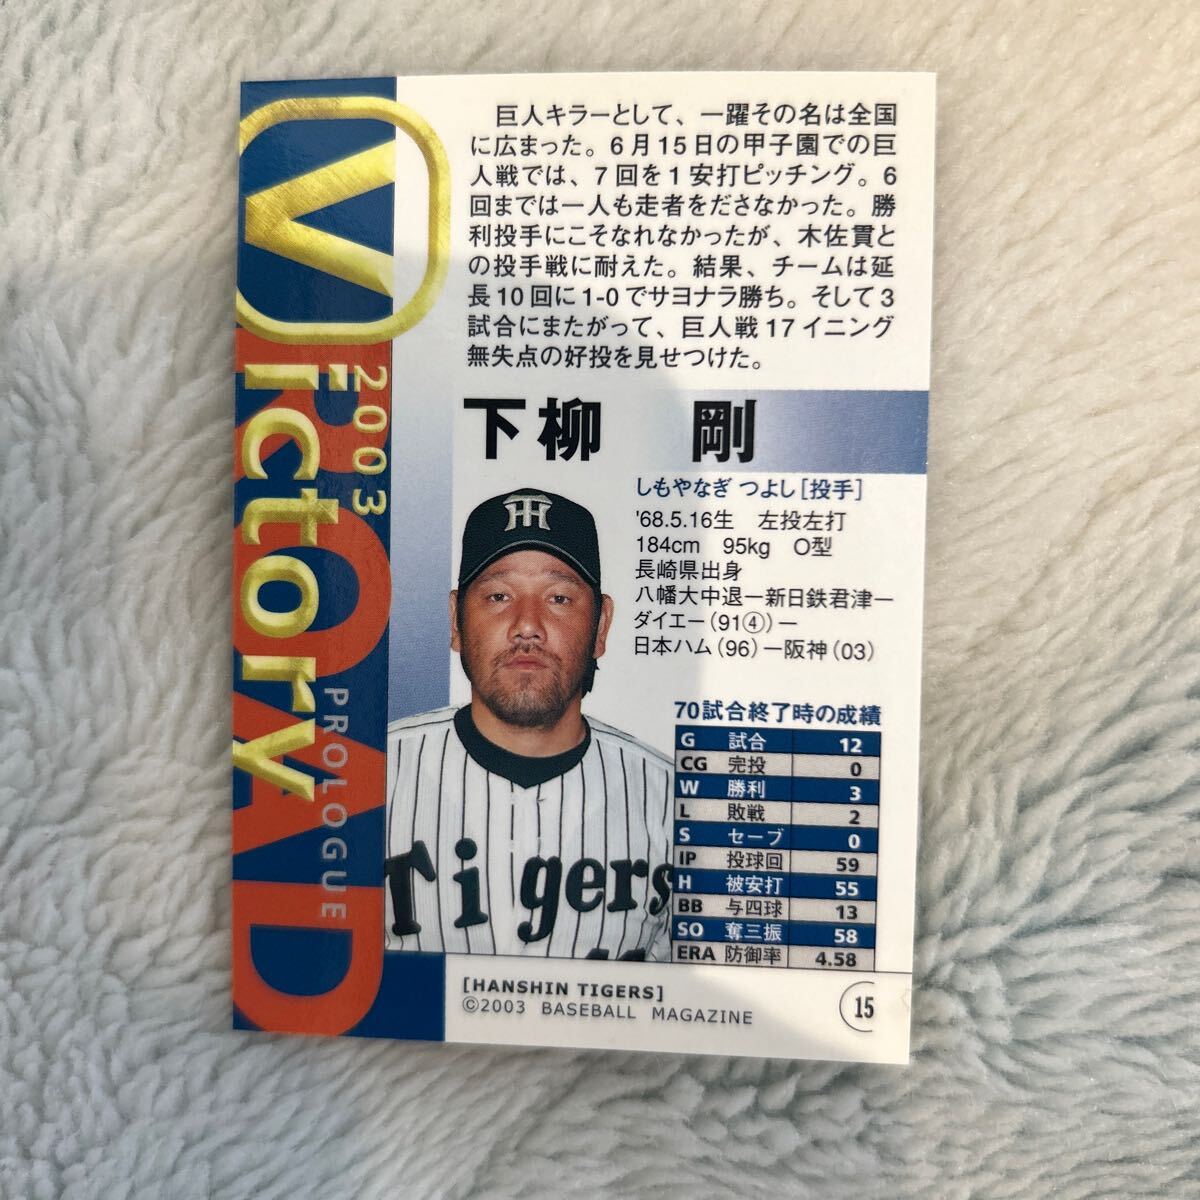 Victory
2003
ROAD
PROLOGUE
巨人キラーとして、一躍その名は全国
に広まった。6月15日の甲子園での巨
人戦では、7回を1安打ピッチング。6
回までは一人も走者をださなかった。勝
利投手にこそなれなかったが、木佐貫と
の投手戦に耐えた。結果、チームは延
長10回に1-0でサヨナラ勝ち。そして3
試合にまたがって、巨人戦17イニング
無失点の好投を見せつけた。
下柳 剛
しもやなぎ つよし[投手]
'68.5.16生 左投左打
184cm 95kg O型
長崎県出身
八幡大中退ー新日鉄君津ー
ダイエー(91④)ー
日本ハム(96)ー阪神(03)
70試合終了時の成績
G 試合 12
CG 完投 0
W 勝利 3
L 敗戦 2
S セーブ 0
IP 投球回 59
H 被安打 55
BB 与四球 13
SO 奪三振 58
ERA 防御率 4.58
TH
Tigers
[HANSHIN TIGERS]
©2003 BASEBALL MAGAZINE
15